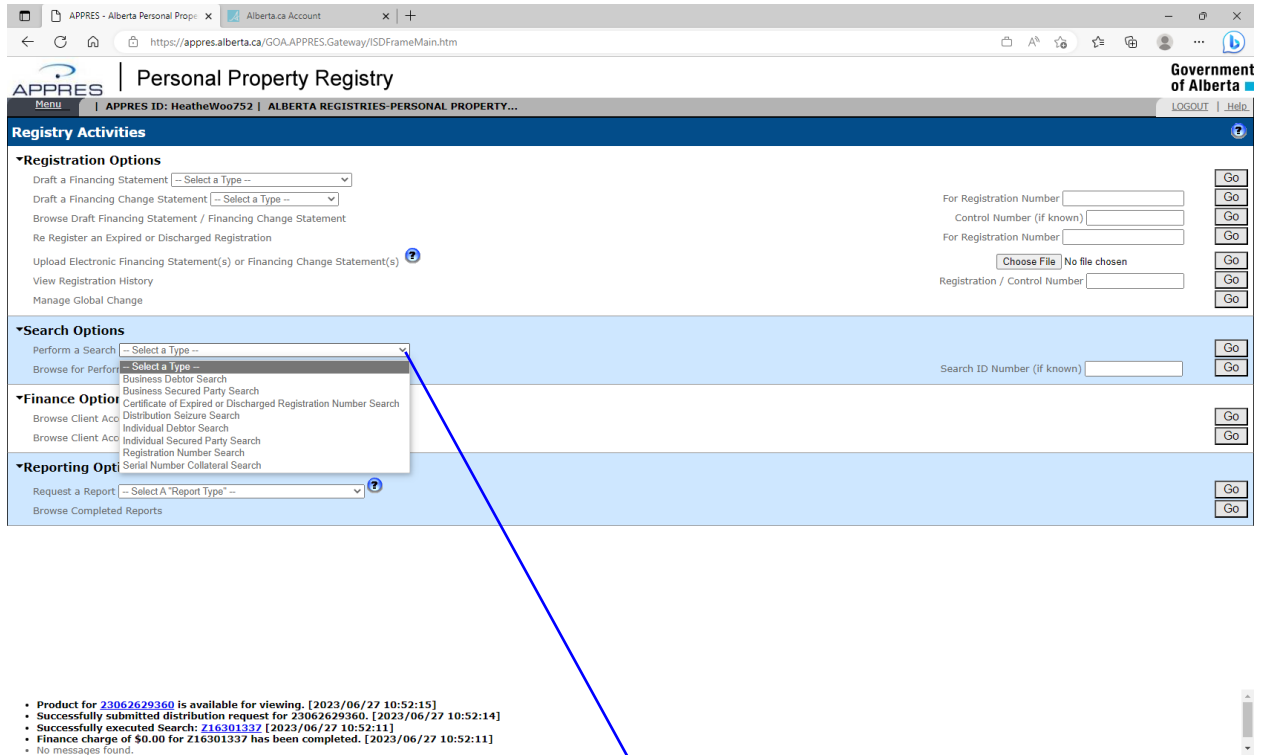 APPRES - Alberta Personal Prope
Alberta.ca Account
https://appres.alberta.ca/GOA.APPRES.Gateway/ISDFrameMain.htm
APPRES
Personal Property Registry
Government of Alberta
Menu | APPRES ID: HeatheWoo752 | ALBERTA REGISTRIES-PERSONAL PROPERTY...
LOGOUT | Help
Registry Activities
Registration Options
Draft a Financing Statement -- Select a Type -- Go
Draft a Financing Change Statement -- Select a Type -- For Registration Number Go
Browse Draft Financing Statement / Financing Change Statement Control Number (if known) Go
Re Register an Expired or Discharged Registration For Registration Number Go
Upload Electronic Financing Statement(s) or Financing Change Statement(s) Choose File No file chosen Go
View Registration History Registration / Control Number Go
Manage Global Change Go
Search Options
Perform a Search -- Select a Type -- Go
Browse for Perfor Search ID Number (if known) Go
-- Select a Type --
Business Debtor Search
Business Secured Party Search
Certificate of Expired or Discharged Registration Number Search
Distribution Seizure Search
Individual Debtor Search
Individual Secured Party Search
Registration Number Search
Serial Number Collateral Search
Finance Option
Browse Client Acc Go
Browse Client Acc Go
Reporting Opti
Request a Report -- Select A "Report Type" -- Go
Browse Completed Reports Go
Product for 23062629360 is available for viewing. [2023/06/27 10:52:15]
Successfully submitted distribution request for 23062629360. [2023/06/27 10:52:14]
Successfully executed Search: Z16301337 [2023/06/27 10:52:11]
Finance charge of $0.00 for Z16301337 has been completed. [2023/06/27 10:52:11]
No messages found.